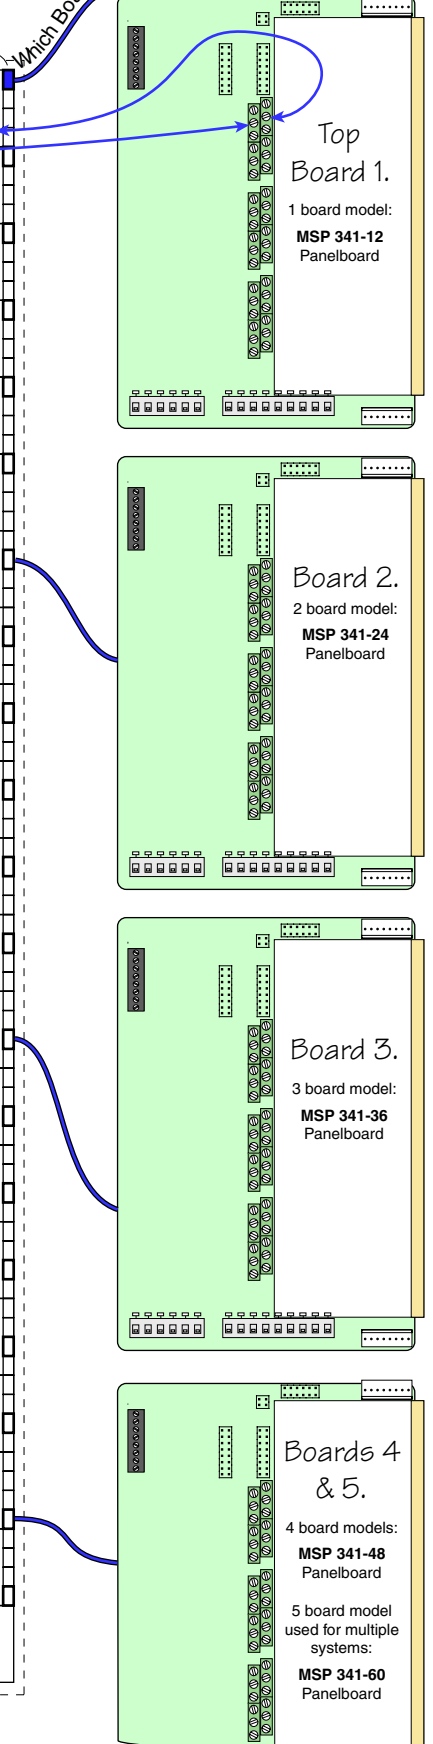 Which Boa
Top
Board 1.
1 board model:
MSP 341-12
Panelboard
Board 2.
2 board model:
MSP 341-24
Panelboard
Board 3.
3 board model:
MSP 341-36
Panelboard
Boards 4
& 5.
4 board models:
MSP 341-48
Panelboard
5 board model
used for multiple
systems:
MSP 341-60
Panelboard